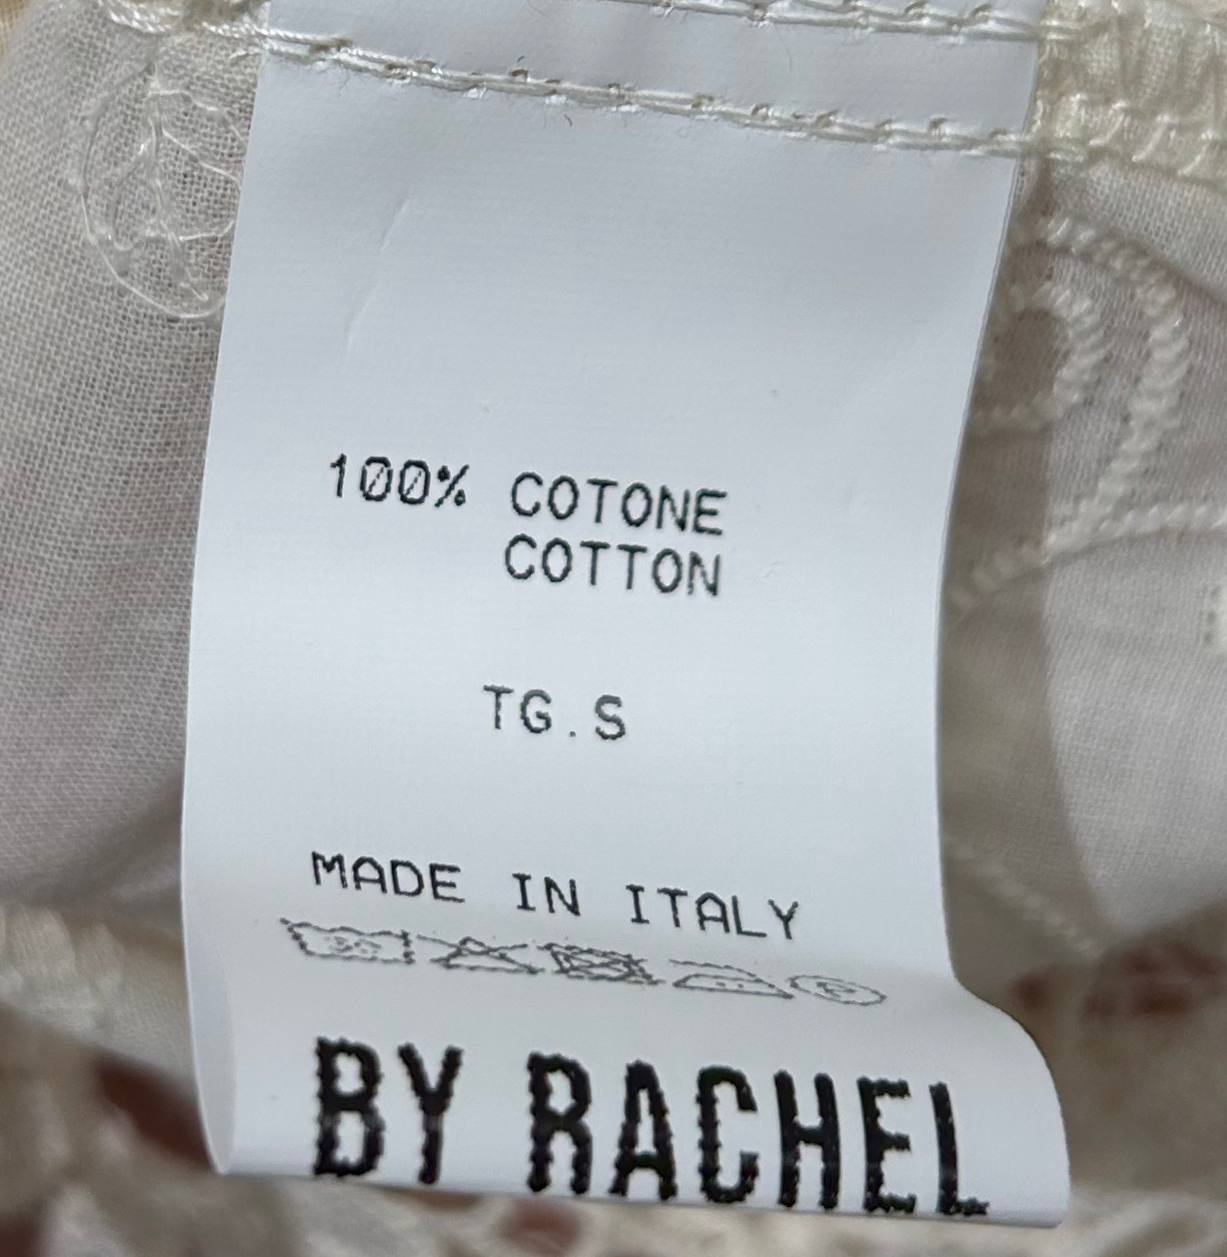 100% COTONE
COTTON
TG.S
MADE IN ITALY
BY RACHEL